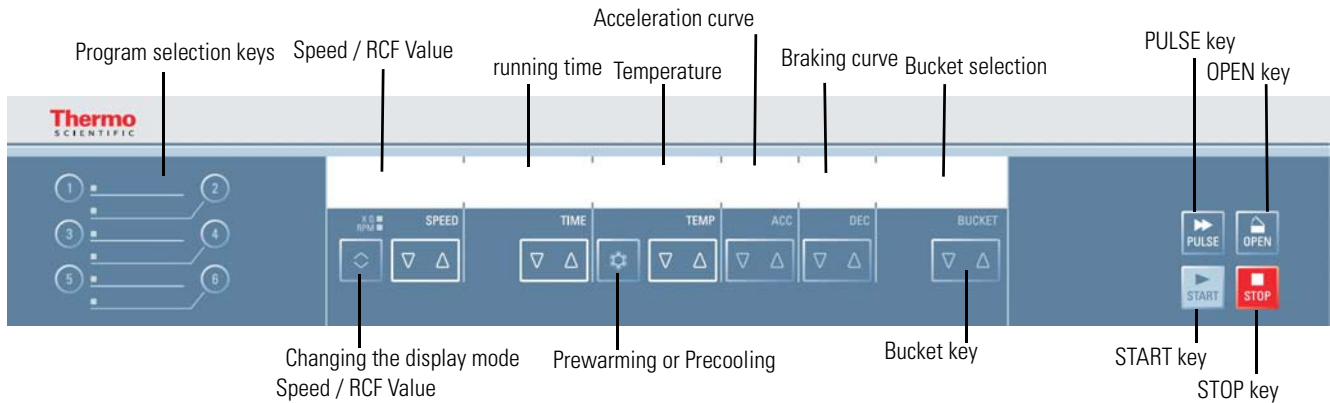 Acceleration curve
Program selection keys
Speed / RCF Value
running time
Temperature
Braking curve
Bucket selection
PULSE key
OPEN key
Thermo
SCIENTIFIC
1
2
3
4
5
6
X G
RPM
SPEED
TIME
TEMP
ACC
DEC
BUCKET
PULSE
OPEN
START
STOP
Changing the display mode
Speed / RCF Value
Prewarming or Precooling
Bucket key
START key
STOP key